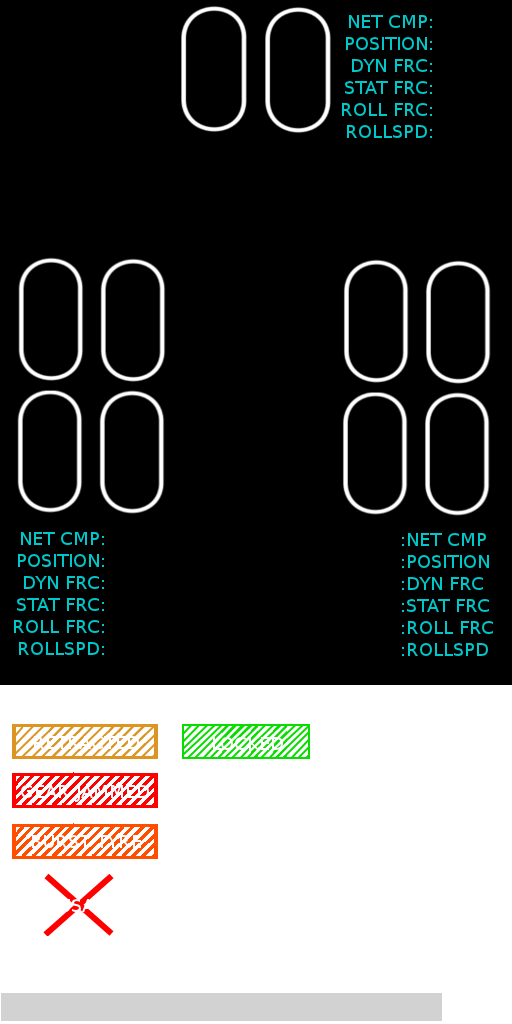 NET CMP:
POSITION:
DYN FRC:
STAT FRC:
ROLL FRC:
ROLLSPD:
NET CMP:
POSITION:
DYN FRC:
STAT FRC:
ROLL FRC:
ROLLSPD:
:NET CMP
:POSITION
:DYN FRC
:STAT FRC
:ROLL FRC
:ROLLSPD
RETRACTED
LOCKED
GEAR JAMMED
BURST TYRE